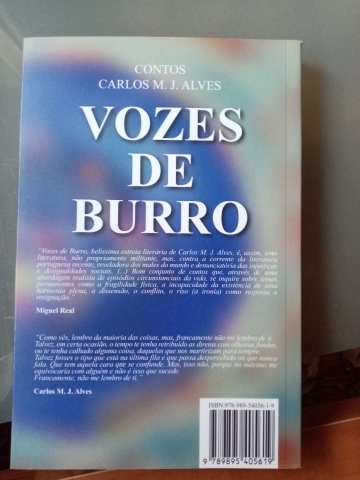 CONTOS
CARLOS M. J. ALVES
VOZES
DE
BURRO
"Vozes de Burro, belíssima estreia literária de Carlos M. J. Alves, é, assim, uma
literatura, não propriamente militante, mas, contra a corrente da literatura
portuguesa recente, reveladora dos males do mundo e denunciatória das injustiças
e desigualdades sociais. (...) Bom conjunto de contos que, através de uma
abordagem realista de episódios circunstanciais da vida, se inquire sobre temas
permanentes como a fragilidade física, a incapacidade da existência de uma
harmonia plena, a dissensão, o conflito, o riso (a ironia) como resposta à
resignação."
Miguel Real
"Como vês, lembro da maioria das coisas, mas, francamente não me lembro de ti.
Talvez, em certa ocasião, o tempo te tenha retribuído as direitas com olheiras fundas,
ou te tenha calhado alguma coisa, daquelas que nos martirizam para sempre.
Talvez fosses o tipo que está na última fila e que passa despercebido ou que nunca
fala. Que tem aquela cara que se confunde. Mas, isso não, porque no máximo me
equivocaria com alguém e não é isso que sucede.
Francamente, não me lembro de ti."
Carlos M. J. Alves
ISBN 978-989-54056-1-9
9 789895 405619